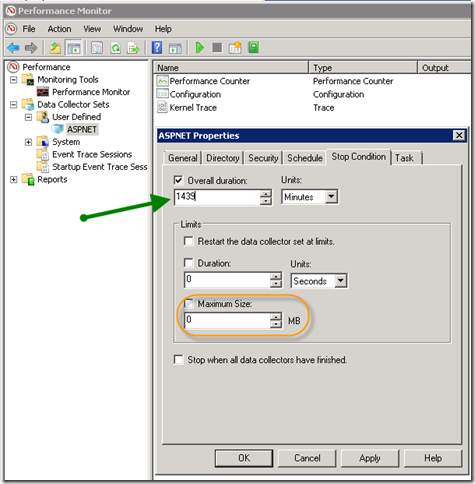 Performance Monitor
File Action View Window Help
Performance
Monitoring Tools
Performance Monitor
Data Collector Sets
User Defined
ASPNET
System
Event Trace Sessions
Startup Event Trace Sess
Reports
Name Type Output
Performance Counter Performance Counter
Configuration Configuration
Kernel Trace Trace
ASPNET Properties
General Directory Security Schedule Stop Condition Task
Overall duration: Units:
1439 Minutes
Limits
Restart the data collector set at limits.
Duration: Units:
0 Seconds
Maximum Size:
0 MB
Stop when all data collectors have finished.
OK Cancel Apply Help